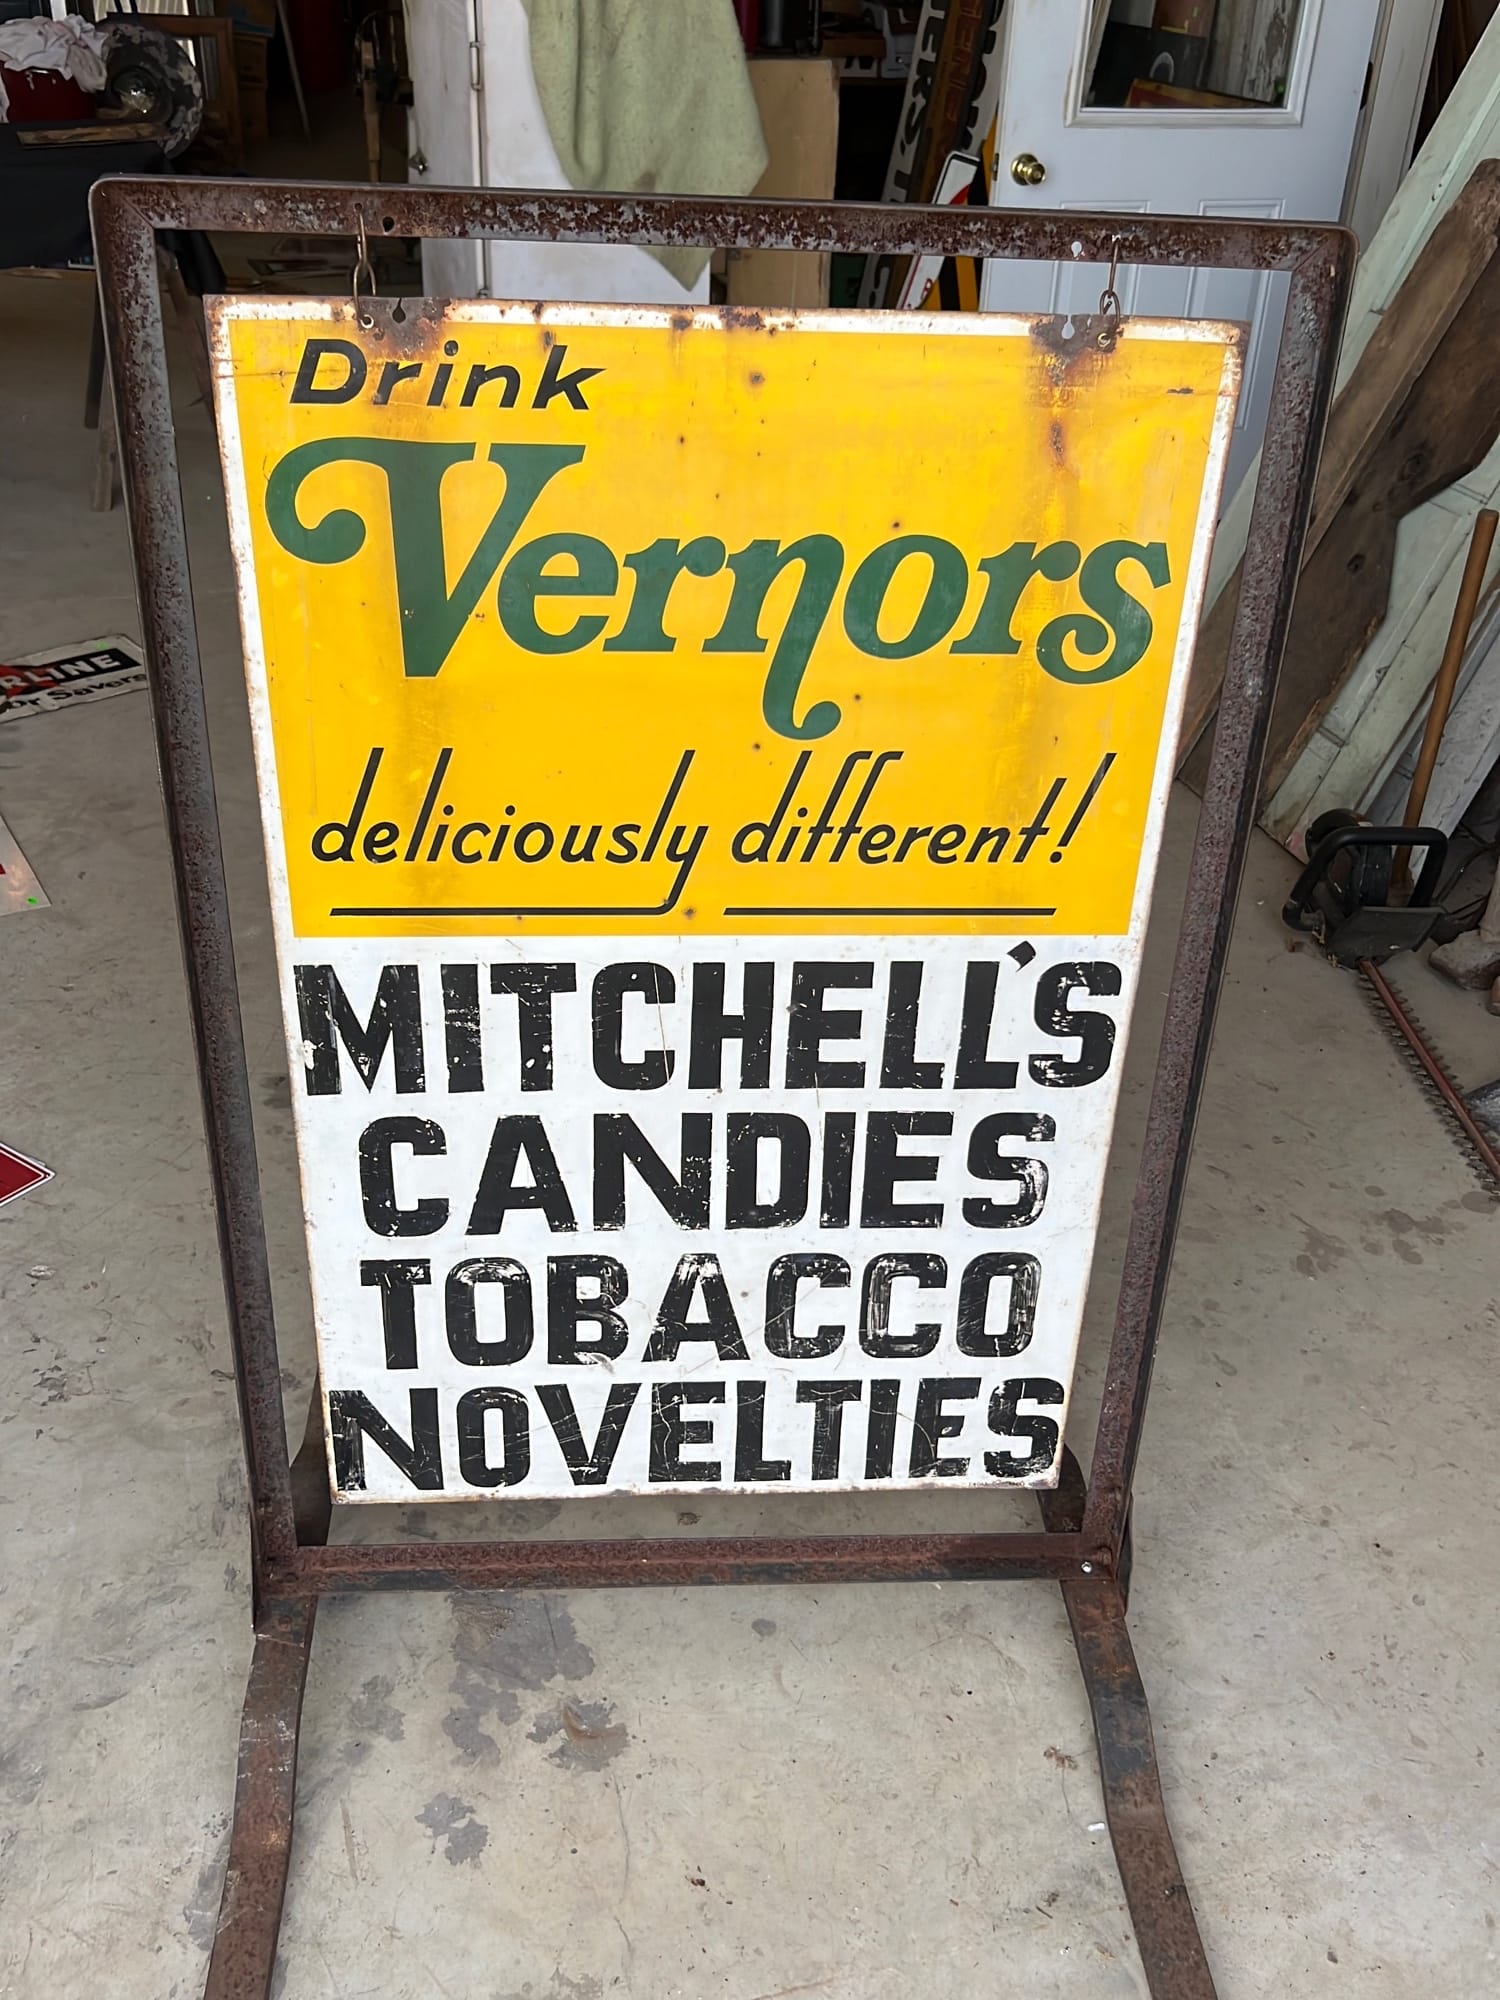 Drink
Vernors
deliciously different!
MITCHELL'S
CANDIES
TOBACCO
NOVELTIES